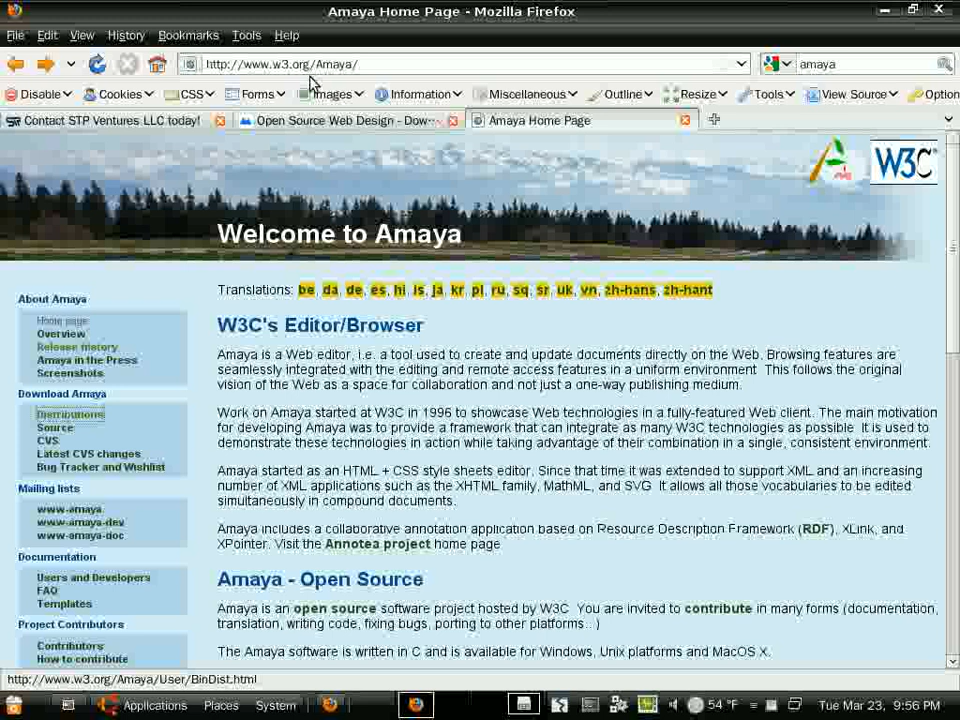 Amaya Home Page - Mozilla Firefox
File Edit View History Bookmarks Tools Help
http://www.w3.org/Amaya/
amaya
Disable Cookies CSS Forms Images Information Miscellaneous Outline Resize Tools View Source Option
Contact STP Ventures LLC today! Open Source Web Design - Dow... Amaya Home Page
W3C®
Welcome to Amaya
About Amaya
Home page
Overview
Release history
Amaya in the Press
Screenshots
Download Amaya
Distributions
Source
CVS
Latest CVS changes
Bug Tracker and Wishlist
Mailing lists
www-amaya
www-amaya-dev
www-amaya-doc
Documentation
Users and Developers
FAQ
Templates
Project Contributors
Contributors
How to contribute
Translations: be, da, de, es, hi, is, ja, kr, pl, ru, sq, sr, uk, vn, zh-hans, zh-hant
W3C's Editor/Browser
Amaya is a Web editor, i.e. a tool used to create and update documents directly on the Web. Browsing features are
seamlessly integrated with the editing and remote access features in a uniform environment. This follows the original
vision of the Web as a space for collaboration and not just a one-way publishing medium.
Work on Amaya started at W3C in 1996 to showcase Web technologies in a fully-featured Web client. The main motivation
for developing Amaya was to provide a framework that can integrate as many W3C technologies as possible. It is used to
demonstrate these technologies in action while taking advantage of their combination in a single, consistent environment.
Amaya started as an HTML + CSS style sheets editor. Since that time it was extended to support XML and an increasing
number of XML applications such as the XHTML family, MathML, and SVG. It allows all those vocabularies to be edited
simultaneously in compound documents.
Amaya includes a collaborative annotation application based on Resource Description Framework (RDF), XLink, and
XPointer. Visit the Annotea project home page.
Amaya - Open Source
Amaya is an open source software project hosted by W3C. You are invited to contribute in many forms (documentation,
translation, writing code, fixing bugs, porting to other platforms...)
The Amaya software is written in C and is available for Windows, Unix platforms and MacOS X.
http://www.w3.org/Amaya/User/BinDist.html
Applications Places System 54 °F Tue Mar 23, 9:56 PM